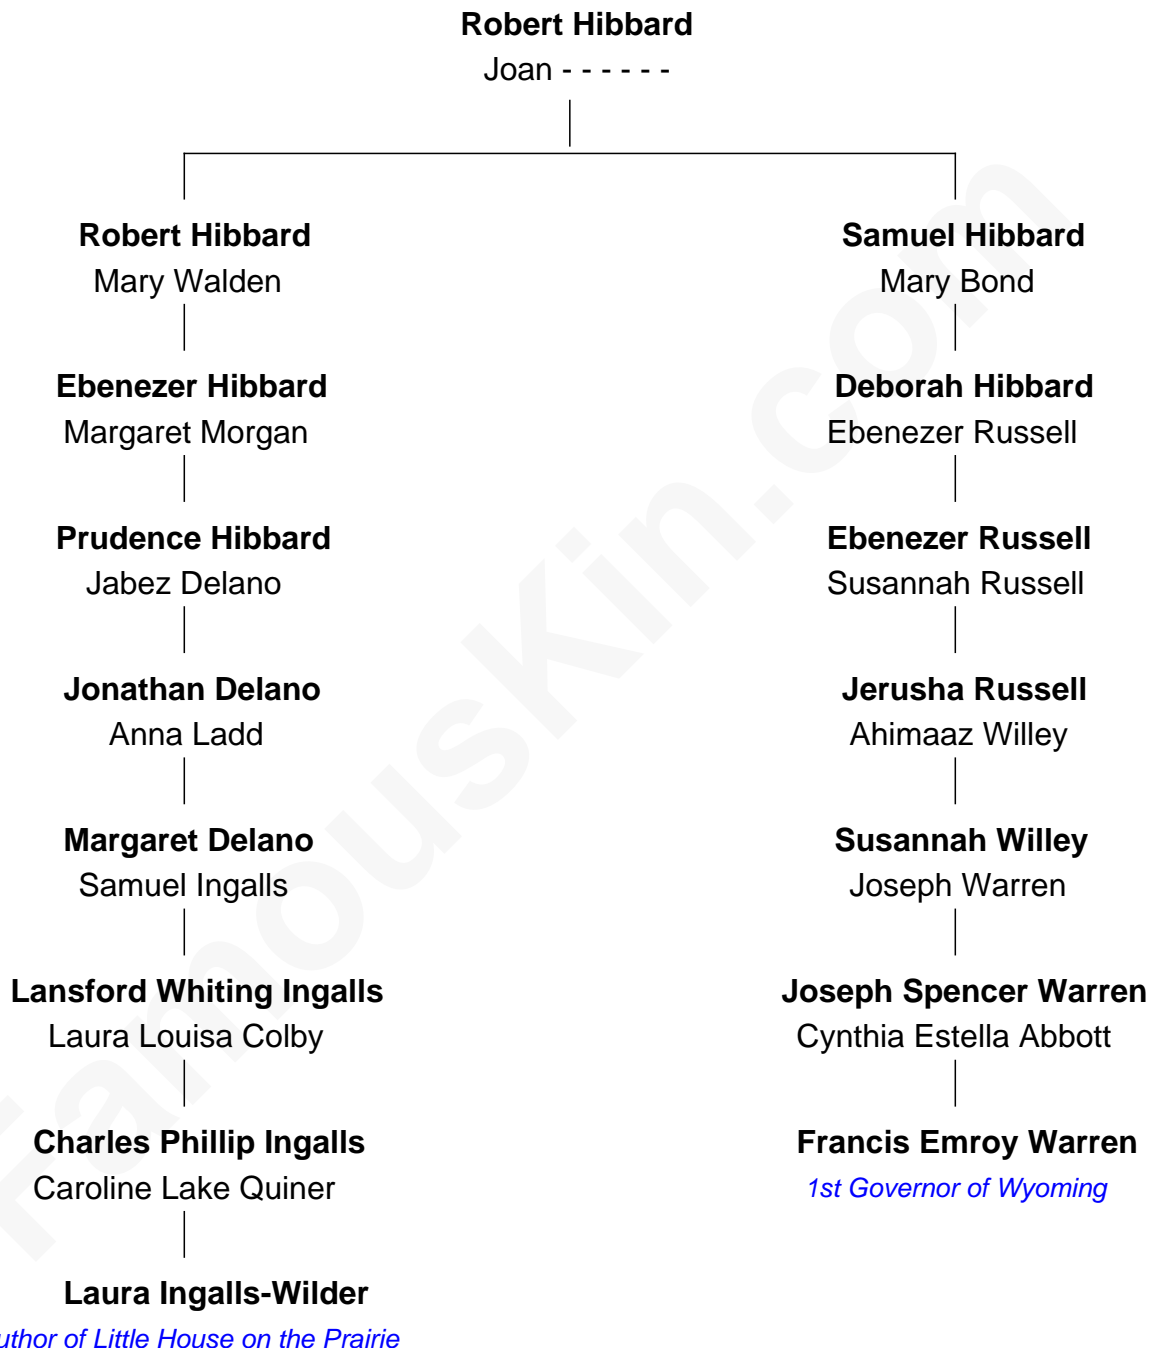 Robert Hibbard
Joan - - - - - -
Robert Hibbard
Mary Walden
Samuel Hibbard
Mary Bond
Ebenezer Hibbard
Margaret Morgan
Deborah Hibbard
Ebenezer Russell
Prudence Hibbard
Jabez Delano
Ebenezer Russell
Susannah Russell
Jonathan Delano
Anna Ladd
Jerusha Russell
Ahimaaz Willey
Margaret Delano
Samuel Ingalls
Susannah Willey
Joseph Warren
Lansford Whiting Ingalls
Laura Louisa Colby
Joseph Spencer Warren
Cynthia Estella Abbott
Charles Phillip Ingalls
Caroline Lake Quiner
Francis Emroy Warren
1st Governor of Wyoming
Laura Ingalls-Wilder
uthor of Little House on the Prairie
FamousKin.com